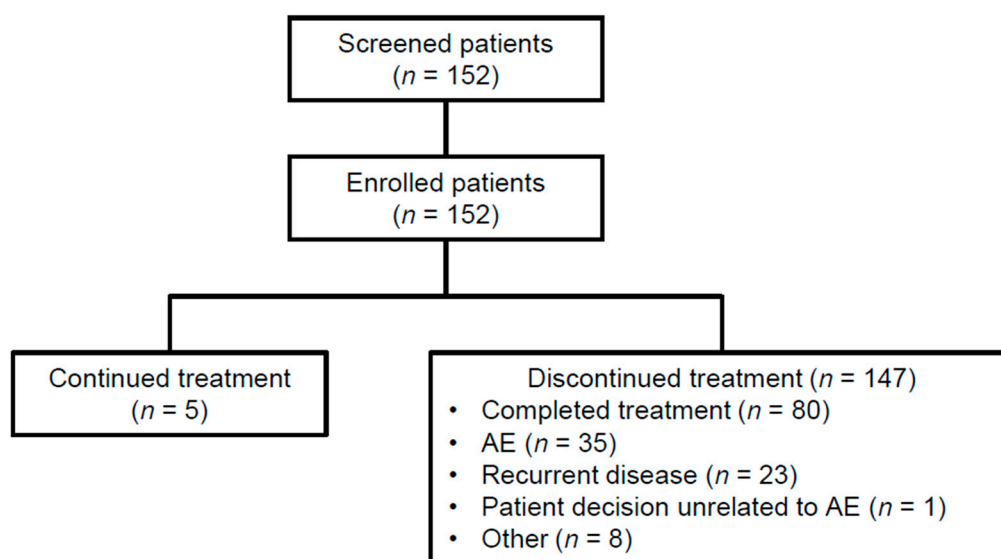 Screened patients
(n = 152)
Enrolled patients
(n = 152)
Continued treatment
(n = 5)
Discontinued treatment (n = 147)
• Completed treatment (n = 80)
• AE (n = 35)
• Recurrent disease (n = 23)
• Patient decision unrelated to AE (n = 1)
• Other (n = 8)